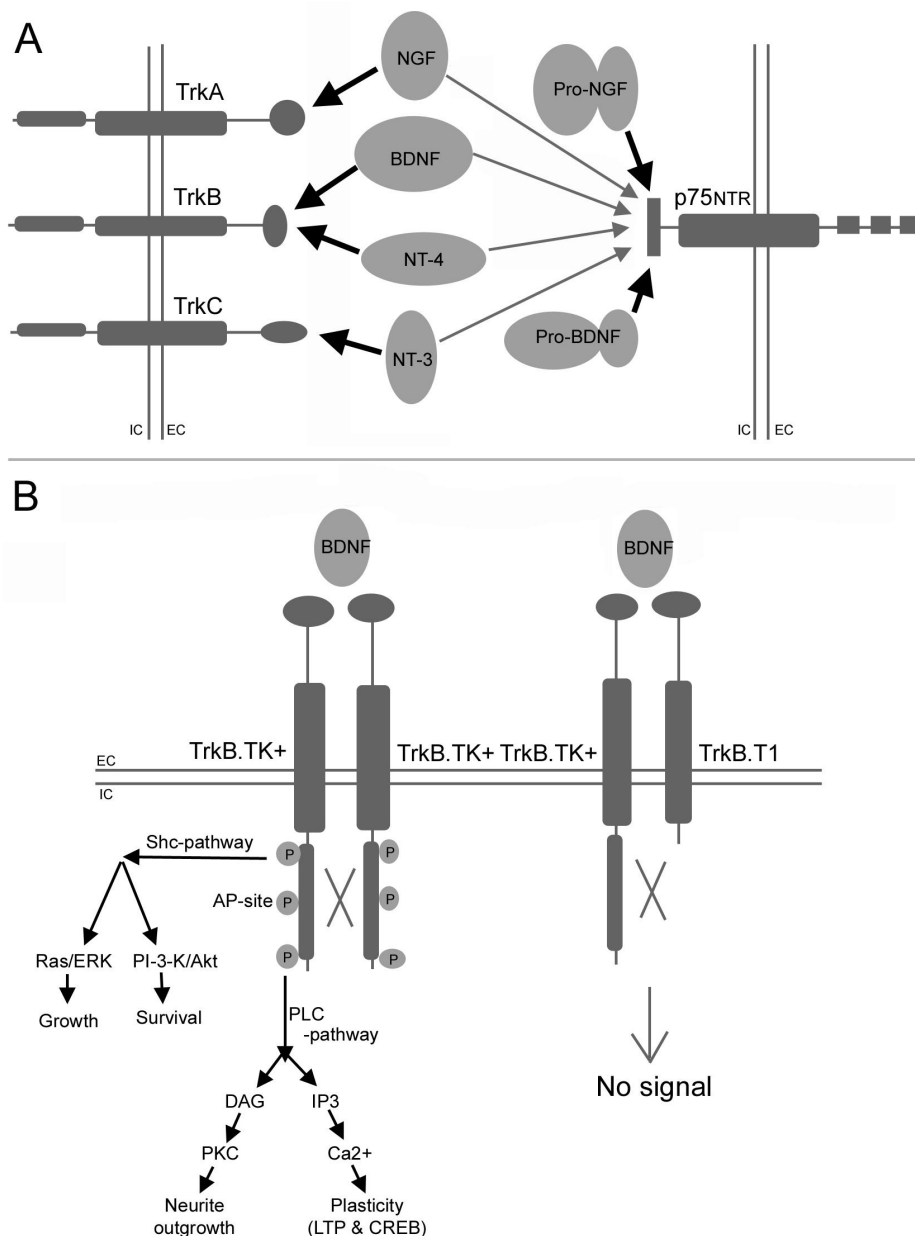 A
NGF
Pro-NGF
TrkA
BDNF
TrkB
p75NTR
NT-4
TrkC
Pro-BDNF
NT-3
IC EC
IC EC
B
BDNF
BDNF
TrkB.TK+ TrkB.TK+ TrkB.TK+ TrkB.T1
EC
IC
Shc-pathway
P P
AP-site P P
P P
Ras/ERK PI-3-K/Akt
Growth Survival
PLC
-pathway
No signal
DAG IP3
PKC Ca2+
Neurite
outgrowth
Plasticity
(LTP & CREB)